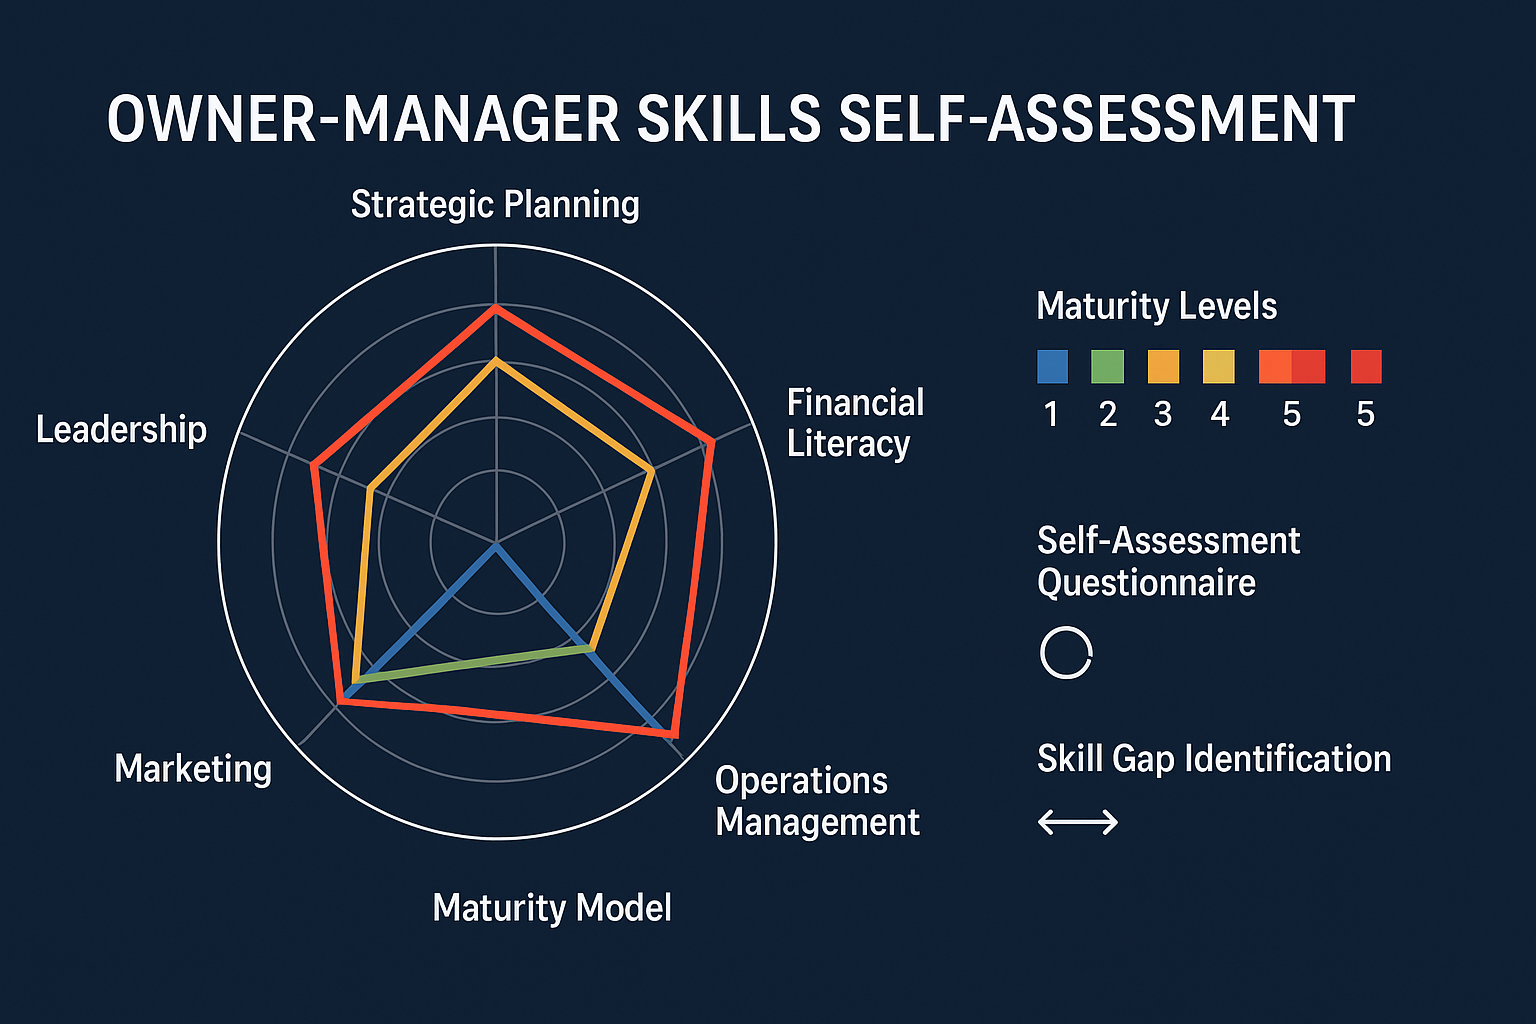 OWNER-MANAGER SKILLS SELF-ASSESSMENT
Strategic Planning
Financial
Literacy
Leadership
Marketing
Operations
Management
Maturity Model
Maturity Levels
1 2 3 4 5 5
Self-Assessment
Questionnaire
Skill Gap Identification